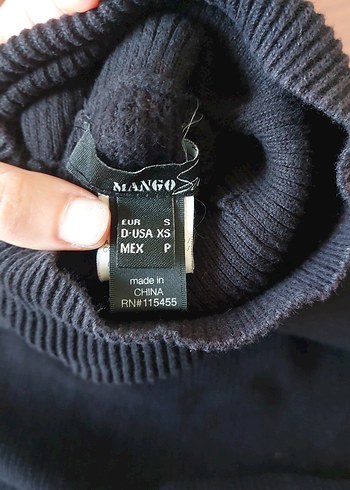 MANGO
EUR S
D-USA XS
MEX P
made in
CHINA
RN#115455